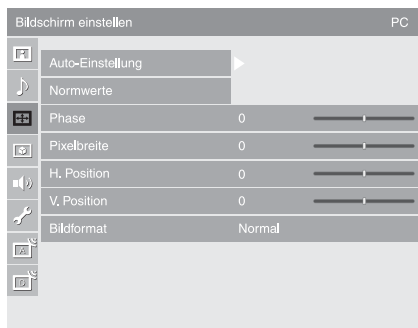 Bildschirm einstellen PC
Auto-Einstellung
Normwerte
Phase 0
Pixelbreite 0
H. Position 0
V. Position 0
Bildformat Normal
A
B